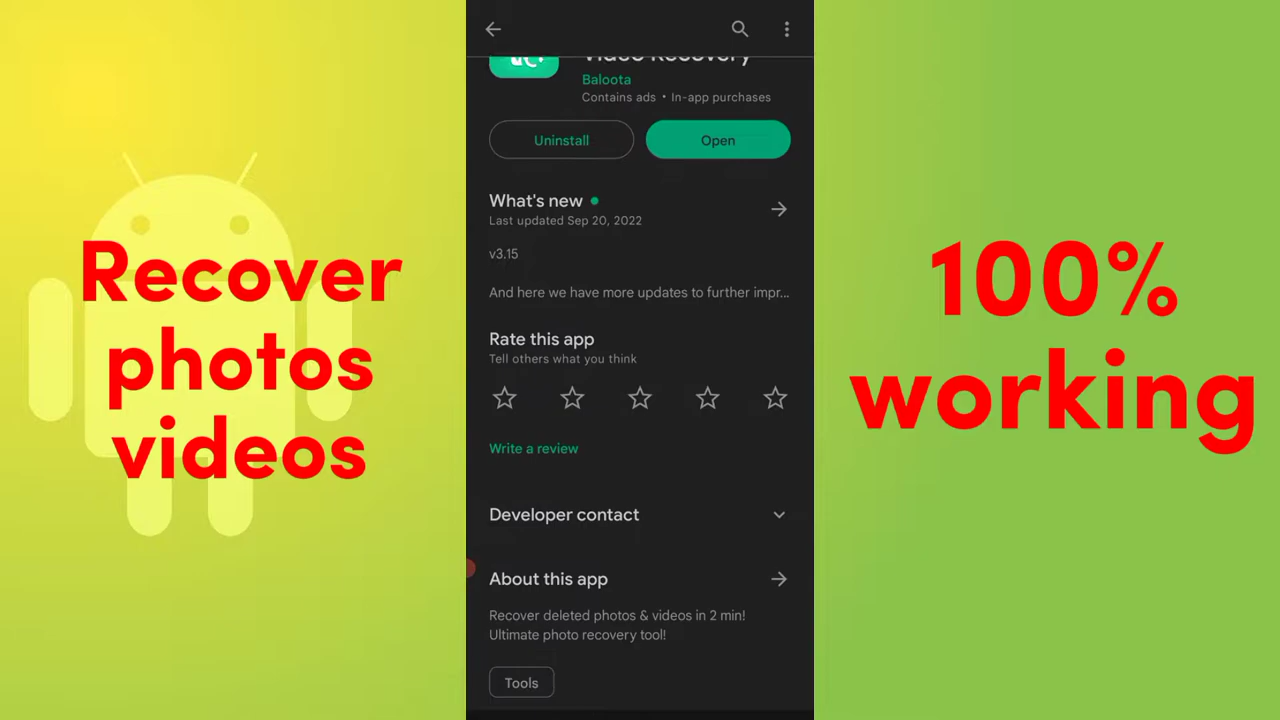 Recover
photos
videos
Video Recovery
Baloota
Contains ads • In-app purchases
Uninstall
Open
What's new
Last updated Sep 20, 2022
v3.15
And here we have more updates to further impr...
Rate this app
Tell others what you think
Write a review
Developer contact
About this app
Recover deleted photos & videos in 2 min!
Ultimate photo recovery tool!
Tools
100%
working